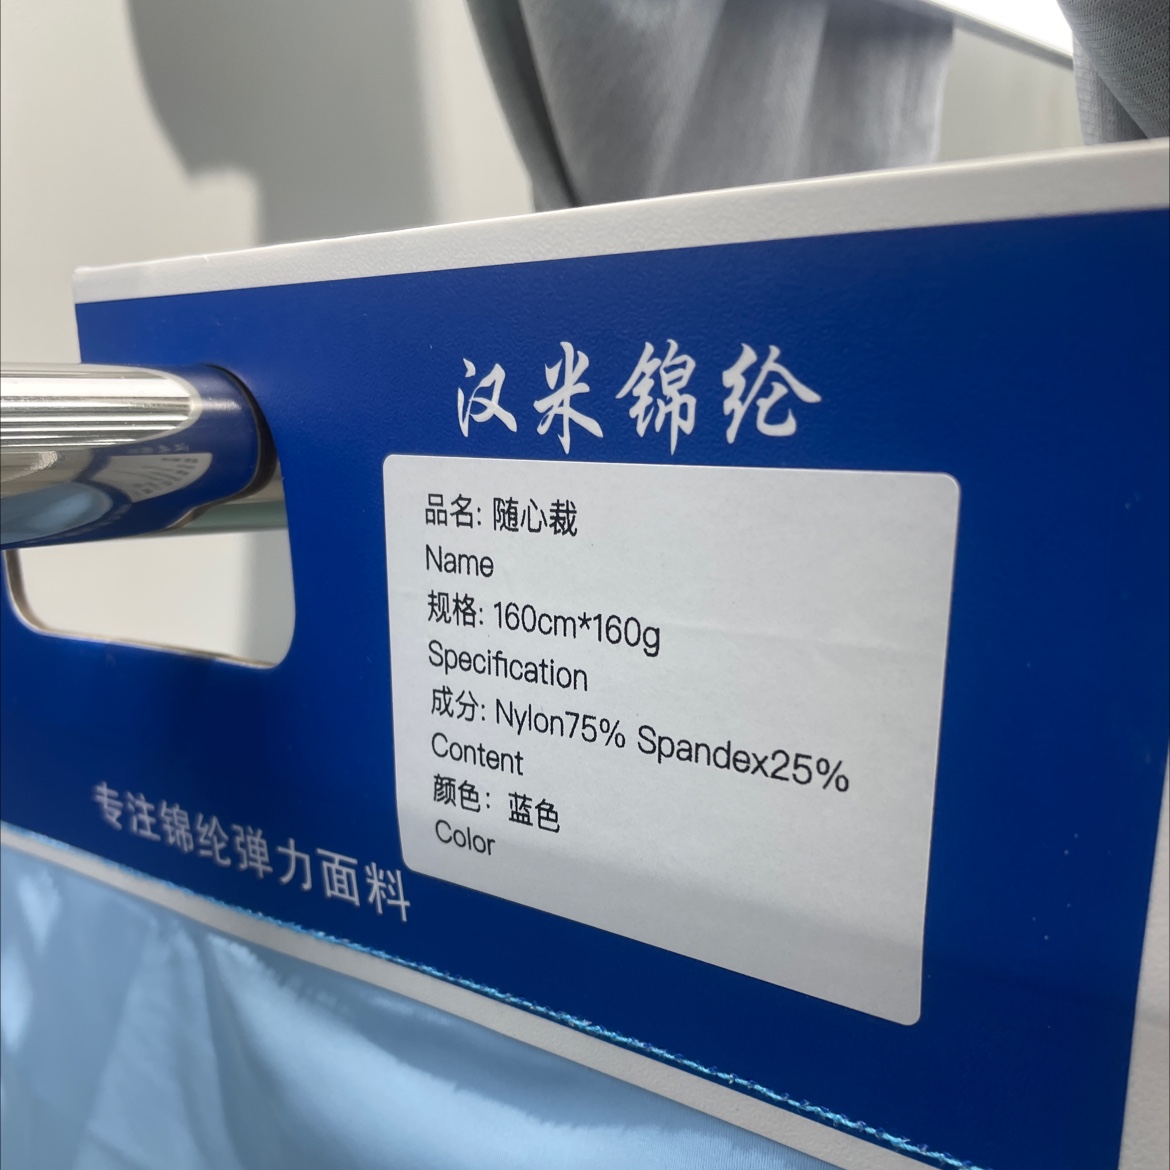 汉米锦纶
品名: 随心裁
Name
规格: 160cm*160g
Specification
成分: Nylon75% Spandex25%
Content
颜色: 蓝色
Color
专注锦纶弹力面料